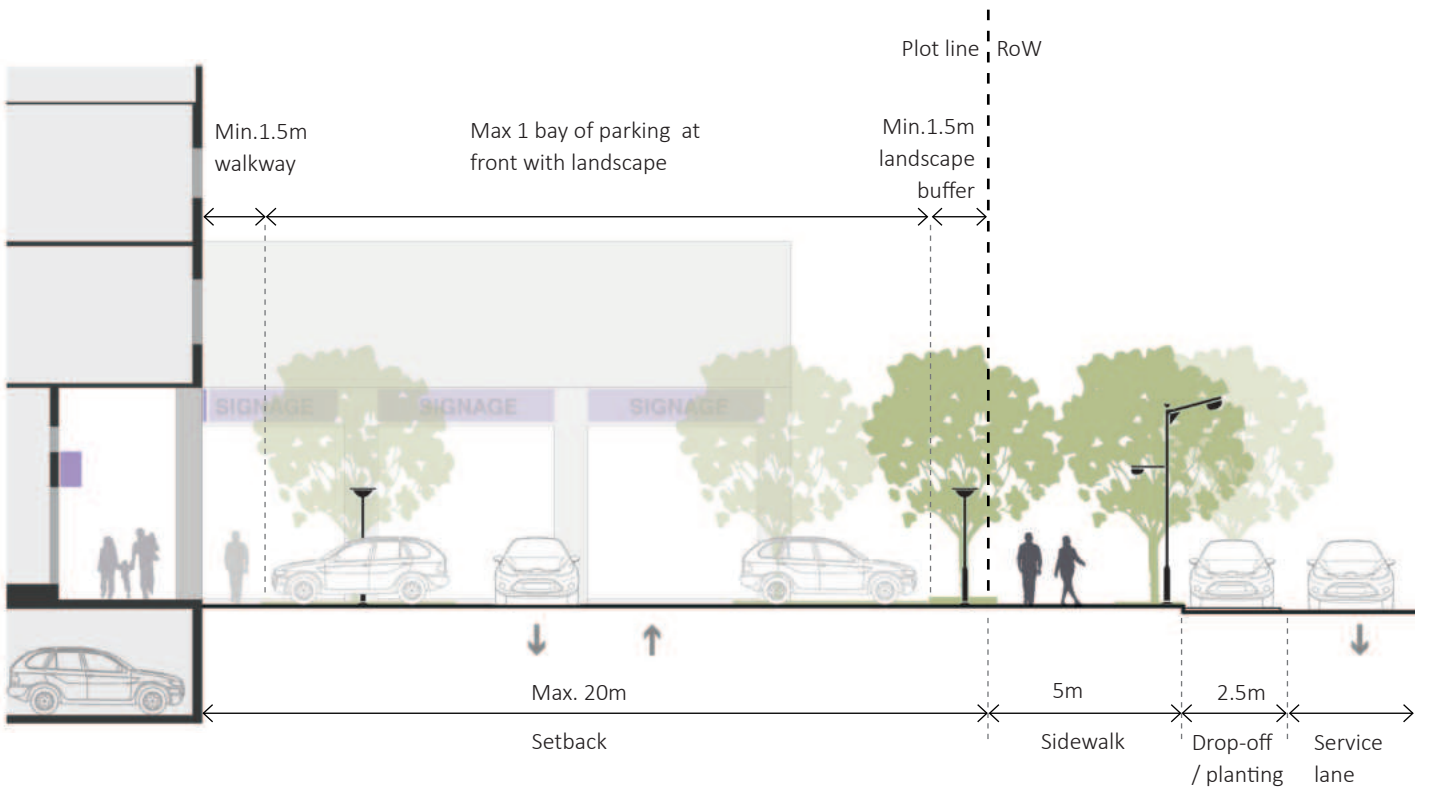 Plot line RoW
Min.1.5m
walkway
Max 1 bay of parking at
front with landscape
Min.1.5m
landscape
buffer
SIGNAGE SIGNAGE SIGNAGE
Max. 20m
Setback
5m
Sidewalk
2.5m
Drop-off
/ planting
Service
lane